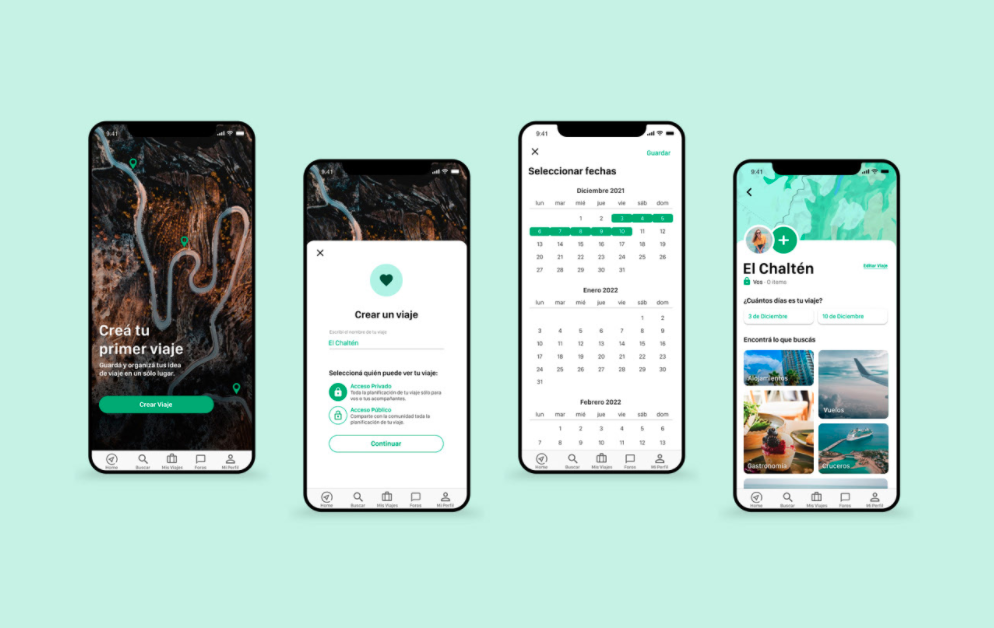 9:41
Creá tu
primer viaje
Guardá y organizá tus idea
de viaje en un sólo lugar.
Crear Viaje
Home Buscar Mis Viajes Foros Mi Perfil
9:41
Crear un viaje
Escribí el nombre de tu viaje
El Chaltén
Seleccioná quién puede ver tu viaje:
Acceso Privado
Toda la planificación de tu viaje sólo para
vos o tus acompañantes.
Acceso Público
Comparte con la comunidad toda la
planificación de tu viaje.
Continuar
Home Buscar Mis Viajes Foros Mi Perfil
9:41
Guardar
Seleccionar fechas
Diciembre 2021
lun mar mié jue vie sáb dom
1 2 3 4 5
6 7 8 9 10 11 12
13 14 15 16 17 18 19
20 21 22 23 24 25 26
27 28 29 30 31
Enero 2022
lun mar mié jue vie sáb dom
1 2
3 4 5 6 7 8 9
10 11 12 13 14 15 16
17 18 19 20 21 22 23
24 25 26 27 28 29 30
31
Febrero 2022
lun mar mié jue vie sáb dom
1 2 3 4 5 6
7 8 9 10 11 12 13
Home Buscar Mis Viajes Foros Mi Perfil
9:41
El Chaltén
Editar Viaje
Vos · 0 items
¿Cuántos días es tu viaje?
3 de Diciembre 10 de Diciembre
Encontrá lo que buscás
Alojamientos
Vuelos
Gastronomía
Cruceros
Home Buscar Mis Viajes Foros Mi Perfil